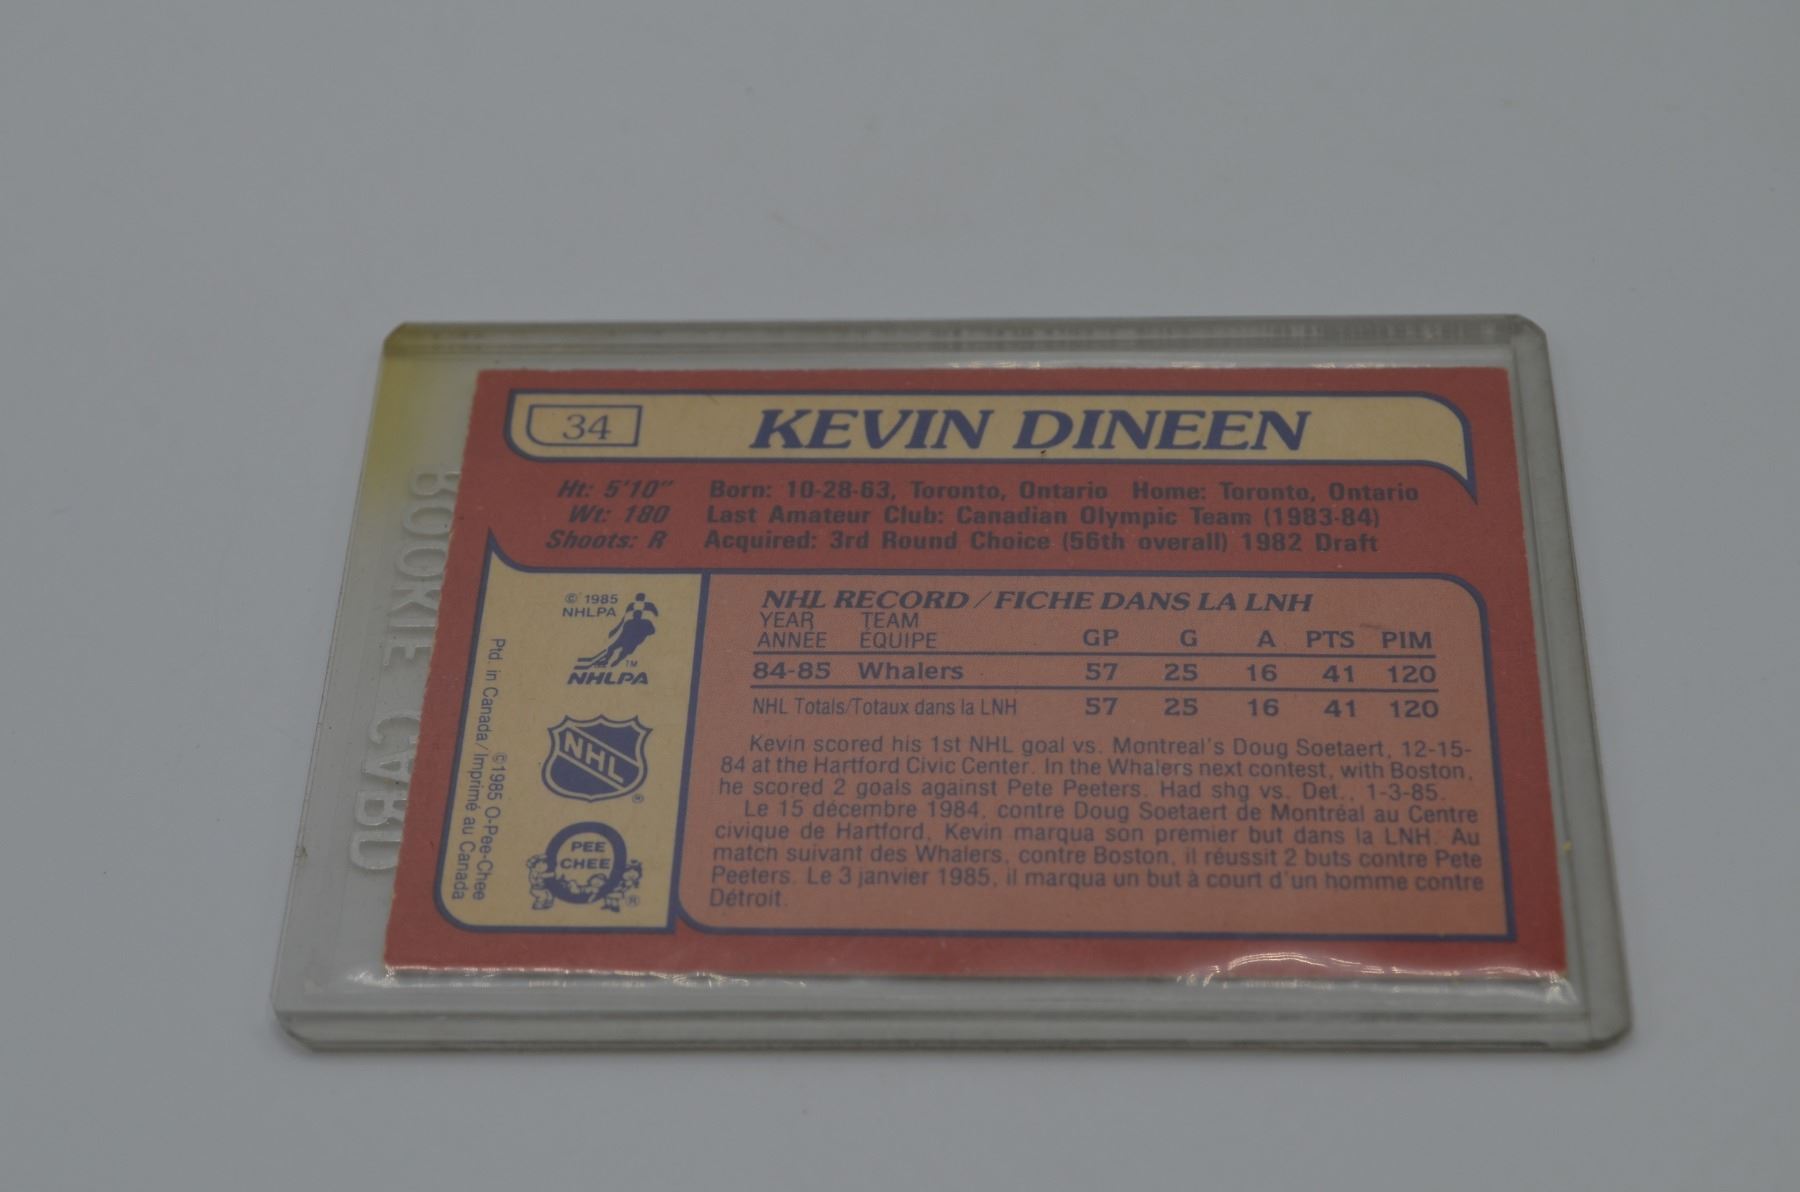 34
KEVIN DINEEN
Ht: 5'10" Born: 10-28-63, Toronto, Ontario Home: Toronto, Ontario
Wt: 180 Last Amateur Club: Canadian Olympic Team (1983-84)
Shoots: R Acquired: 3rd Round Choice (56th overall) 1982 Draft
© 1985
NHLPA
TM
NHLPA
NHL
®
PEE
CHEE
®
©1985 O-Pee-Chee
Ptd. in Canada/Imprimé au Canada
NHL RECORD / FICHE DANS LA LNH
YEAR TEAM
ANNÉE ÉQUIPE GP G A PTS PIM
84-85 Whalers 57 25 16 41 120
NHL Totals/Totaux dans la LNH 57 25 16 41 120
Kevin scored his 1st NHL goal vs. Montreal's Doug Soetaert, 12-15-
84 at the Hartford Civic Center. In the Whalers next contest, with Boston,
he scored 2 goals against Pete Peeters. Had shg vs. Det., 1-3-85.
Le 15 décembre 1984, contre Doug Soetaert de Montréal au Centre
civique de Hartford, Kevin marqua son premier but dans la LNH. Au
match suivant des Whalers, contre Boston, il réussit 2 buts contre Pete
Peeters. Le 3 janvier 1985, il marqua un but à court d'un homme contre
Détroit.
ROOKIE CARD